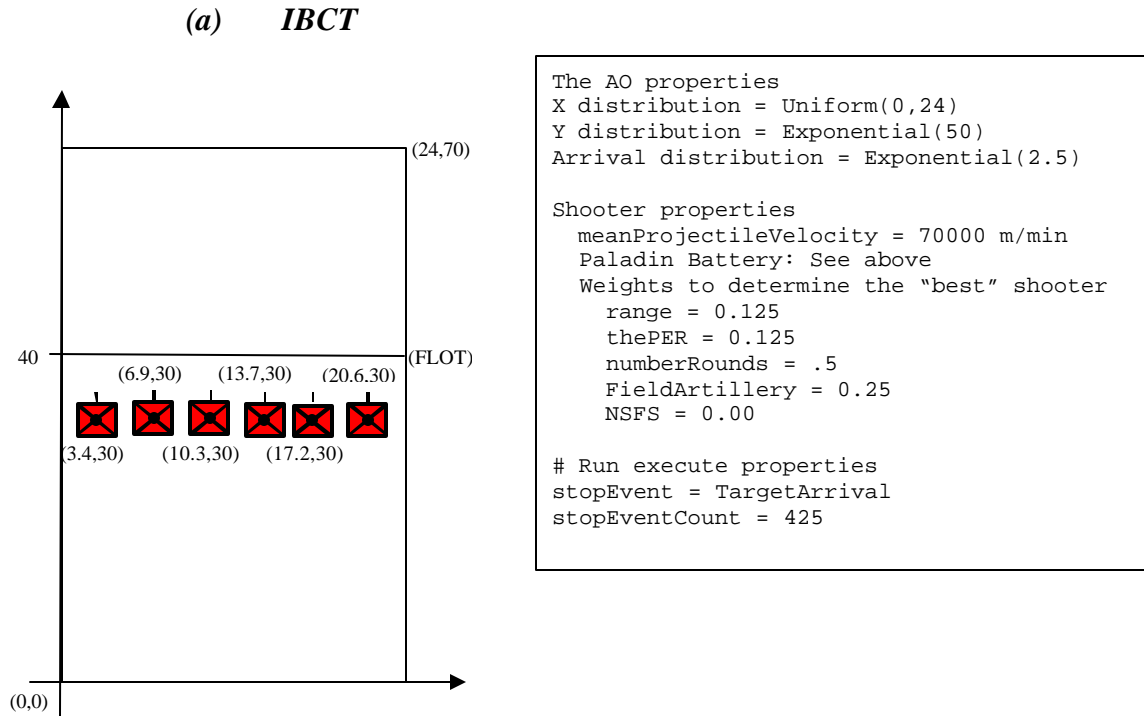 (a) IBCT
(24,70)
40
(FLOT)
(6.9,30) (13.7,30) (20.6.30)
(3.4,30) (10.3,30) (17.2,30)
(0,0)
The AO properties
X distribution = Uniform(0,24)
Y distribution = Exponential(50)
Arrival distribution = Exponential(2.5)
Shooter properties
meanProjectileVelocity = 70000 m/min
Paladin Battery: See above
Weights to determine the “best” shooter
range = 0.125
thePER = 0.125
numberRounds = .5
FieldArtillery = 0.25
NSFS = 0.00
# Run execute properties
stopEvent = TargetArrival
stopEventCount = 425